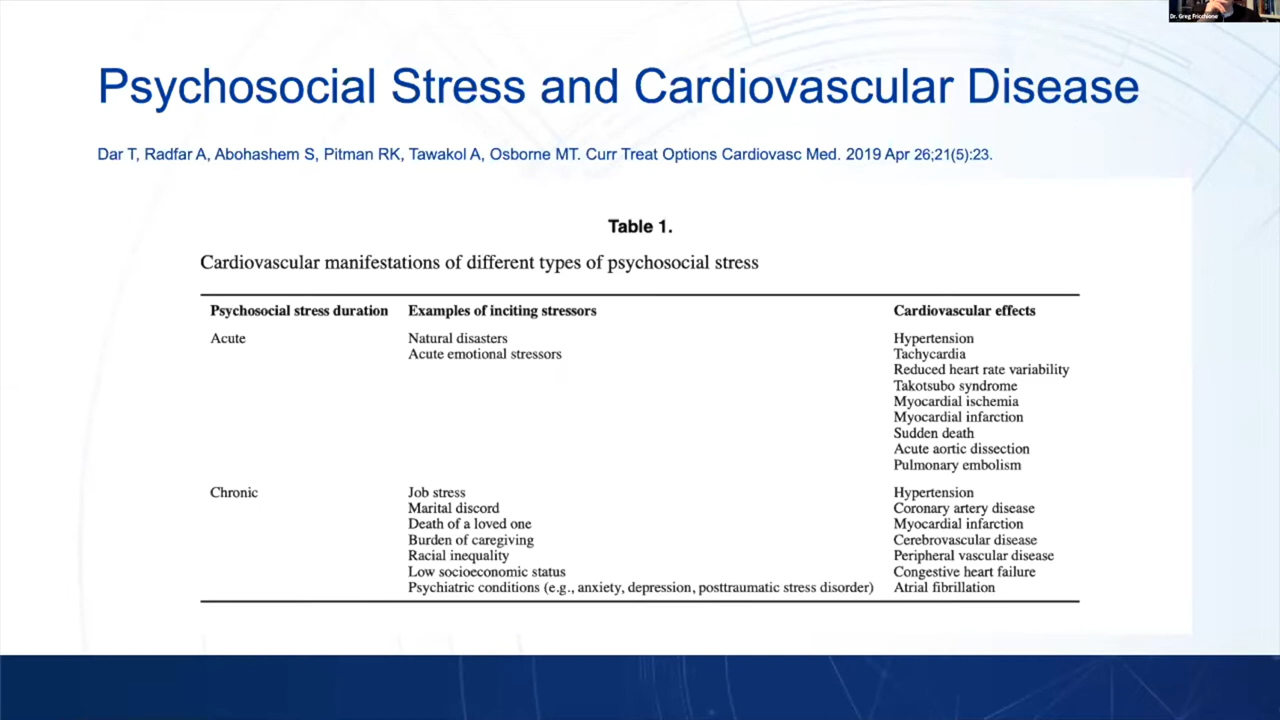 Dr. Greg Fricchione
Psychosocial Stress and Cardiovascular Disease
Dar T, Radfar A, Abohashem S, Pitman RK, Tawakol A, Osborne MT. Curr Treat Options Cardiovasc Med. 2019 Apr 26;21(5):23.
Table 1.
Cardiovascular manifestations of different types of psychosocial stress
Psychosocial stress duration Examples of inciting stressors Cardiovascular effects
Acute Natural disasters Hypertension
Acute emotional stressors Tachycardia
Reduced heart rate variability
Takotsubo syndrome
Myocardial ischemia
Myocardial infarction
Sudden death
Acute aortic dissection
Pulmonary embolism
Chronic Job stress Hypertension
Marital discord Coronary artery disease
Death of a loved one Myocardial infarction
Burden of caregiving Cerebrovascular disease
Racial inequality Peripheral vascular disease
Low socioeconomic status Congestive heart failure
Psychiatric conditions (e.g., anxiety, depression, posttraumatic stress disorder) Atrial fibrillation